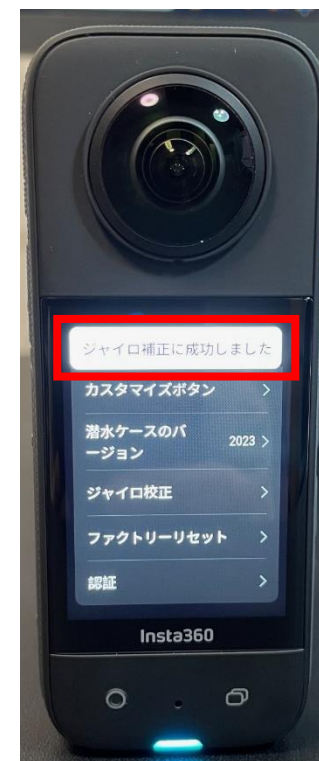 ジャイロ補正に成功しました
カスタマイズボタン
潜水ケースのバ
ージョン
2023
ジャイロ校正
ファクトリーリセット
認証
Insta360